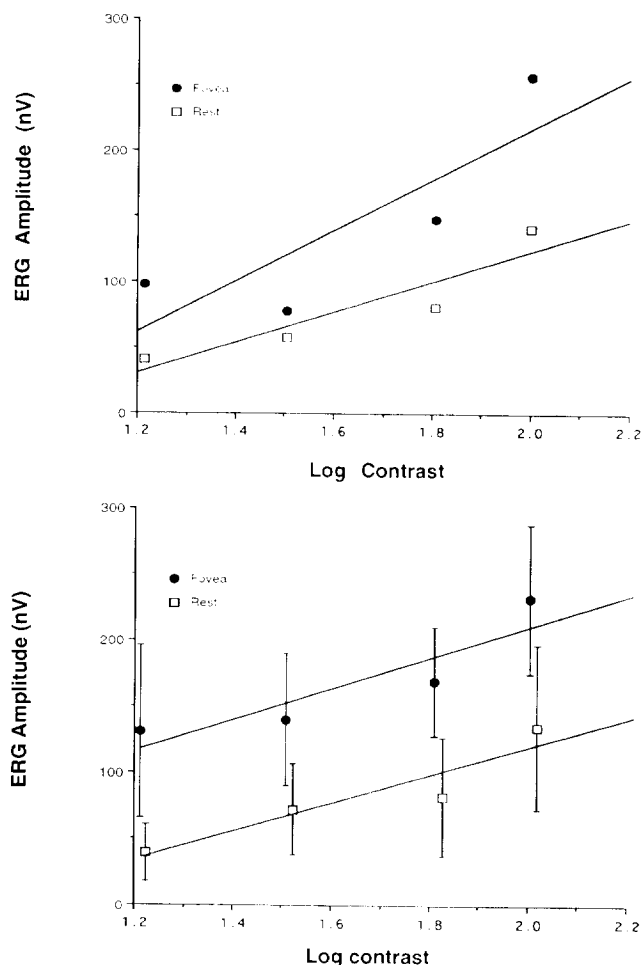 300
200
100
0
ERG Amplitude (nV)
Fovea
Rest
1.2 1.4 1.6 1.8 2.0 2.2
Log Contrast
300
200
100
0
ERG Amplitude (nV)
Fovea
Rest
1.2 1.4 1.6 1.8 2.0 2.2
Log contrast